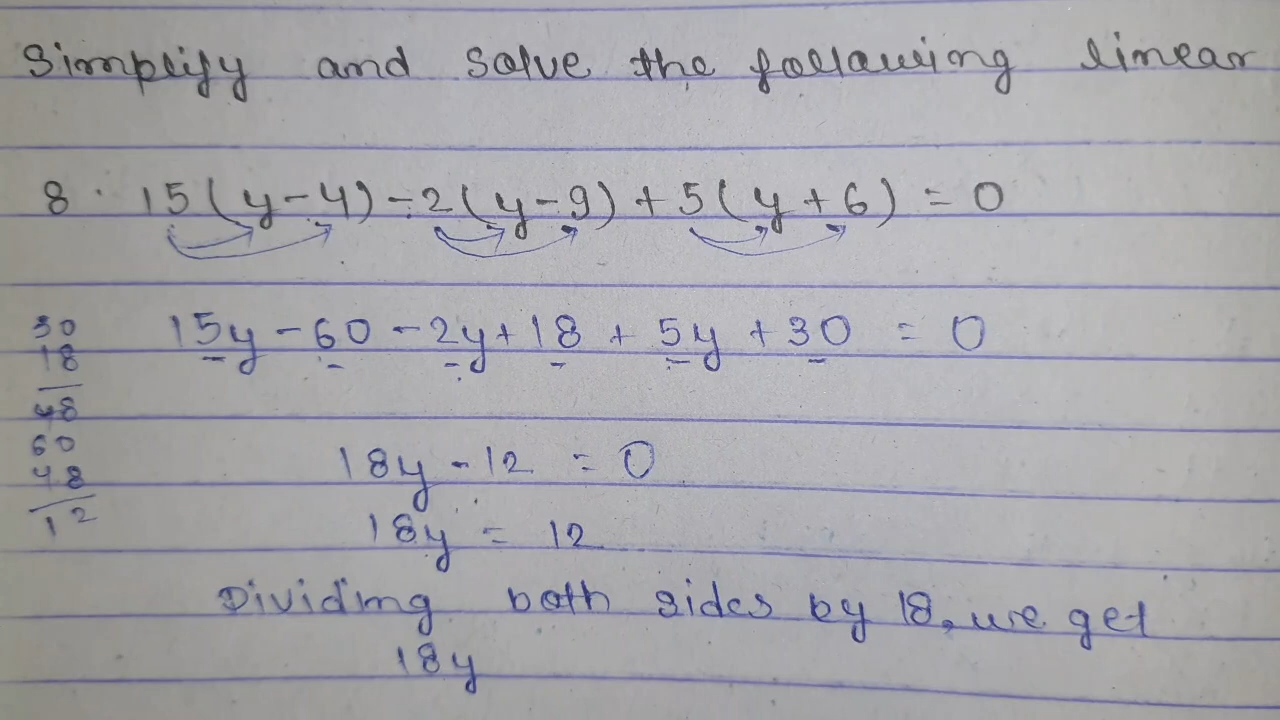 Simplify and solve the following linear
8. 15(y-4)-2(y-9)+5(y+6)=0
15y-60-2y+18+5y+30=0
30
18
48
60
48
12
18y-12=0
18y=12
Dividing both sides by 18, we get
18y